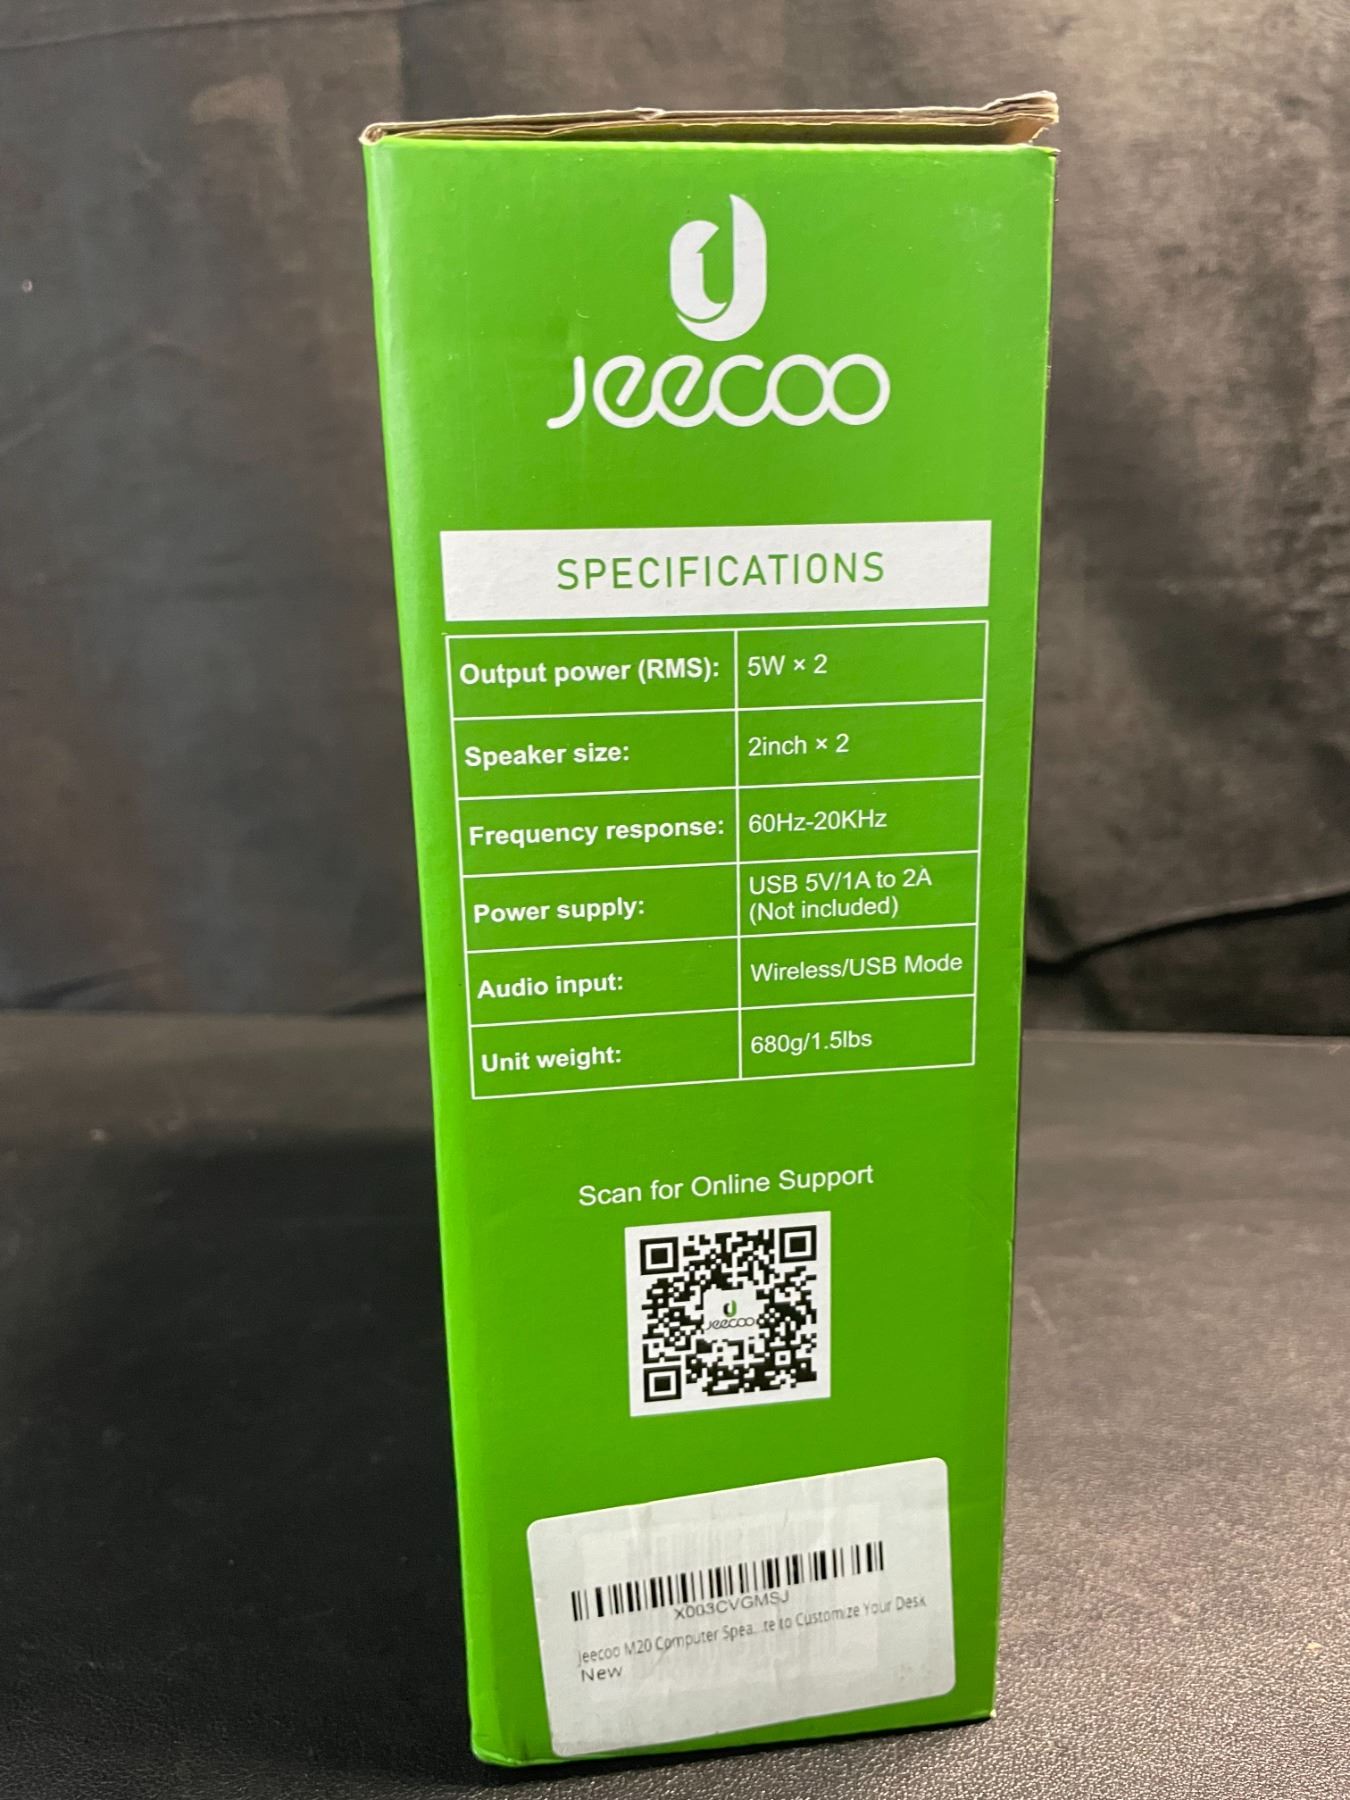 Jeecoo
SPECIFICATIONS
Output power (RMS): 5W × 2
Speaker size: 2inch × 2
Frequency response: 60Hz-20KHz
Power supply: USB 5V/1A to 2A
(Not included)
Audio input: Wireless/USB Mode
Unit weight: 680g/1.5lbs
Scan for Online Support
Jeecoo
X003CVGMSJ
Jeecoo M20 Computer Spea...te to Customize Your Desk
New